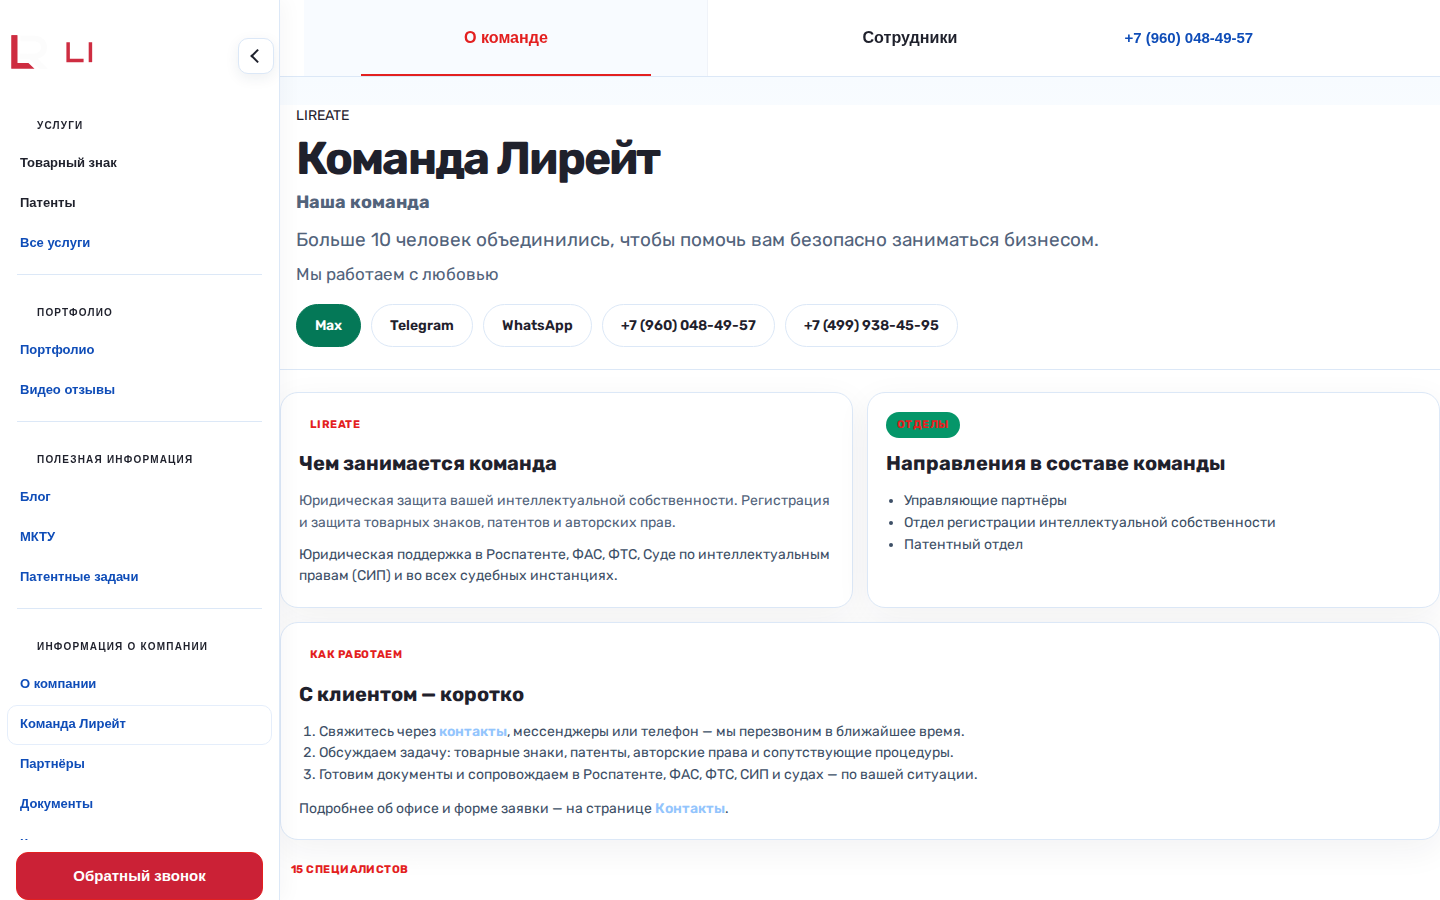 LI
УСЛУГИ
Товарный знак
Патенты
Все услуги
ПОРТФОЛИО
Портфолио
Видео отзывы
ПОЛЕЗНАЯ ИНФОРМАЦИЯ
Блог
МКТУ
Патентные задачи
ИНФОРМАЦИЯ О КОМПАНИИ
О компании
Команда Лирейт
Партнёры
Документы
Обратный звонок
О команде
Сотрудники
+7 (960) 048-49-57
LIREATE
Команда Лирейт
Наша команда
Больше 10 человек объединились, чтобы помочь вам безопасно заниматься бизнесом.
Мы работаем с любовью
Max
Telegram
WhatsApp
+7 (960) 048-49-57
+7 (499) 938-45-95
LIREATE
Чем занимается команда
Юридическая защита вашей интеллектуальной собственности. Регистрация
и защита товарных знаков, патентов и авторских прав.
Юридическая поддержка в Роспатенте, ФАС, ФТС, Суде по интеллектуальным
правам (СИП) и во всех судебных инстанциях.
ОТДЕЛЫ
Направления в составе команды
• Управляющие партнёры
• Отдел регистрации интеллектуальной собственности
• Патентный отдел
КАК РАБОТАЕМ
С клиентом — коротко
1. Свяжитесь через контакты, мессенджеры или телефон — мы перезвоним в ближайшее время.
2. Обсуждаем задачу: товарные знаки, патенты, авторские права и сопутствующие процедуры.
3. Готовим документы и сопровождаем в Роспатенте, ФАС, ФТС, СИП и судах — по вашей ситуации.
Подробнее об офисе и форме заявки — на странице Контакты.
15 СПЕЦИАЛИСТОВ